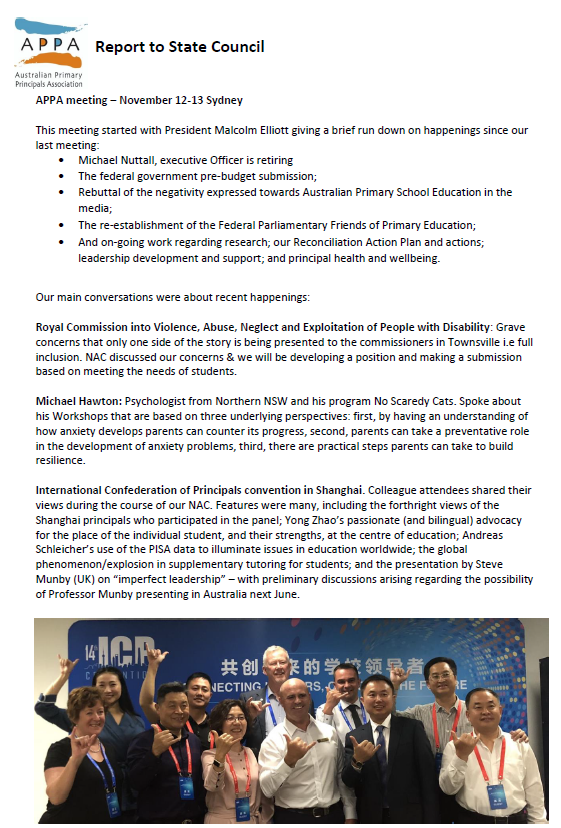 APPA
Australian Primary
Principals Association
Report to State Council
APPA meeting – November 12-13 Sydney
This meeting started with President Malcolm Elliott giving a brief run down on happenings since our
last meeting:
• Michael Nuttall, executive Officer is retiring
• The federal government pre-budget submission;
• Rebuttal of the negativity expressed towards Australian Primary School Education in the
media;
• The re-establishment of the Federal Parliamentary Friends of Primary Education;
• And on-going work regarding research; our Reconciliation Action Plan and actions;
leadership development and support; and principal health and wellbeing.
Our main conversations were about recent happenings:
Royal Commission into Violence, Abuse, Neglect and Exploitation of People with Disability: Grave
concerns that only one side of the story is being presented to the commissioners in Townsville i.e full
inclusion. NAC discussed our concerns & we will be developing a position and making a submission
based on meeting the needs of students.
Michael Hawton: Psychologist from Northern NSW and his program No Scaredy Cats. Spoke about
his Workshops that are based on three underlying perspectives: first, by having an understanding of
how anxiety develops parents can counter its progress, second, parents can take a preventative role
in the development of anxiety problems, third, there are practical steps parents can take to build
resilience.
International Confederation of Principals convention in Shanghai. Colleague attendees shared their
views during the course of our NAC. Features were many, including the forthright views of the
Shanghai principals who participated in the panel; Yong Zhao's passionate (and bilingual) advocacy
for the place of the individual student, and their strengths, at the centre of education; Andreas
Schleicher's use of the PISA data to illuminate issues in education worldwide; the global
phenomenon/explosion in supplementary tutoring for students; and the presentation by Steve
Munby (UK) on "imperfect leadership" – with preliminary discussions arising regarding the possibility
of Professor Munby presenting in Australia next June.
14 ICP
共创 来的学校领导者